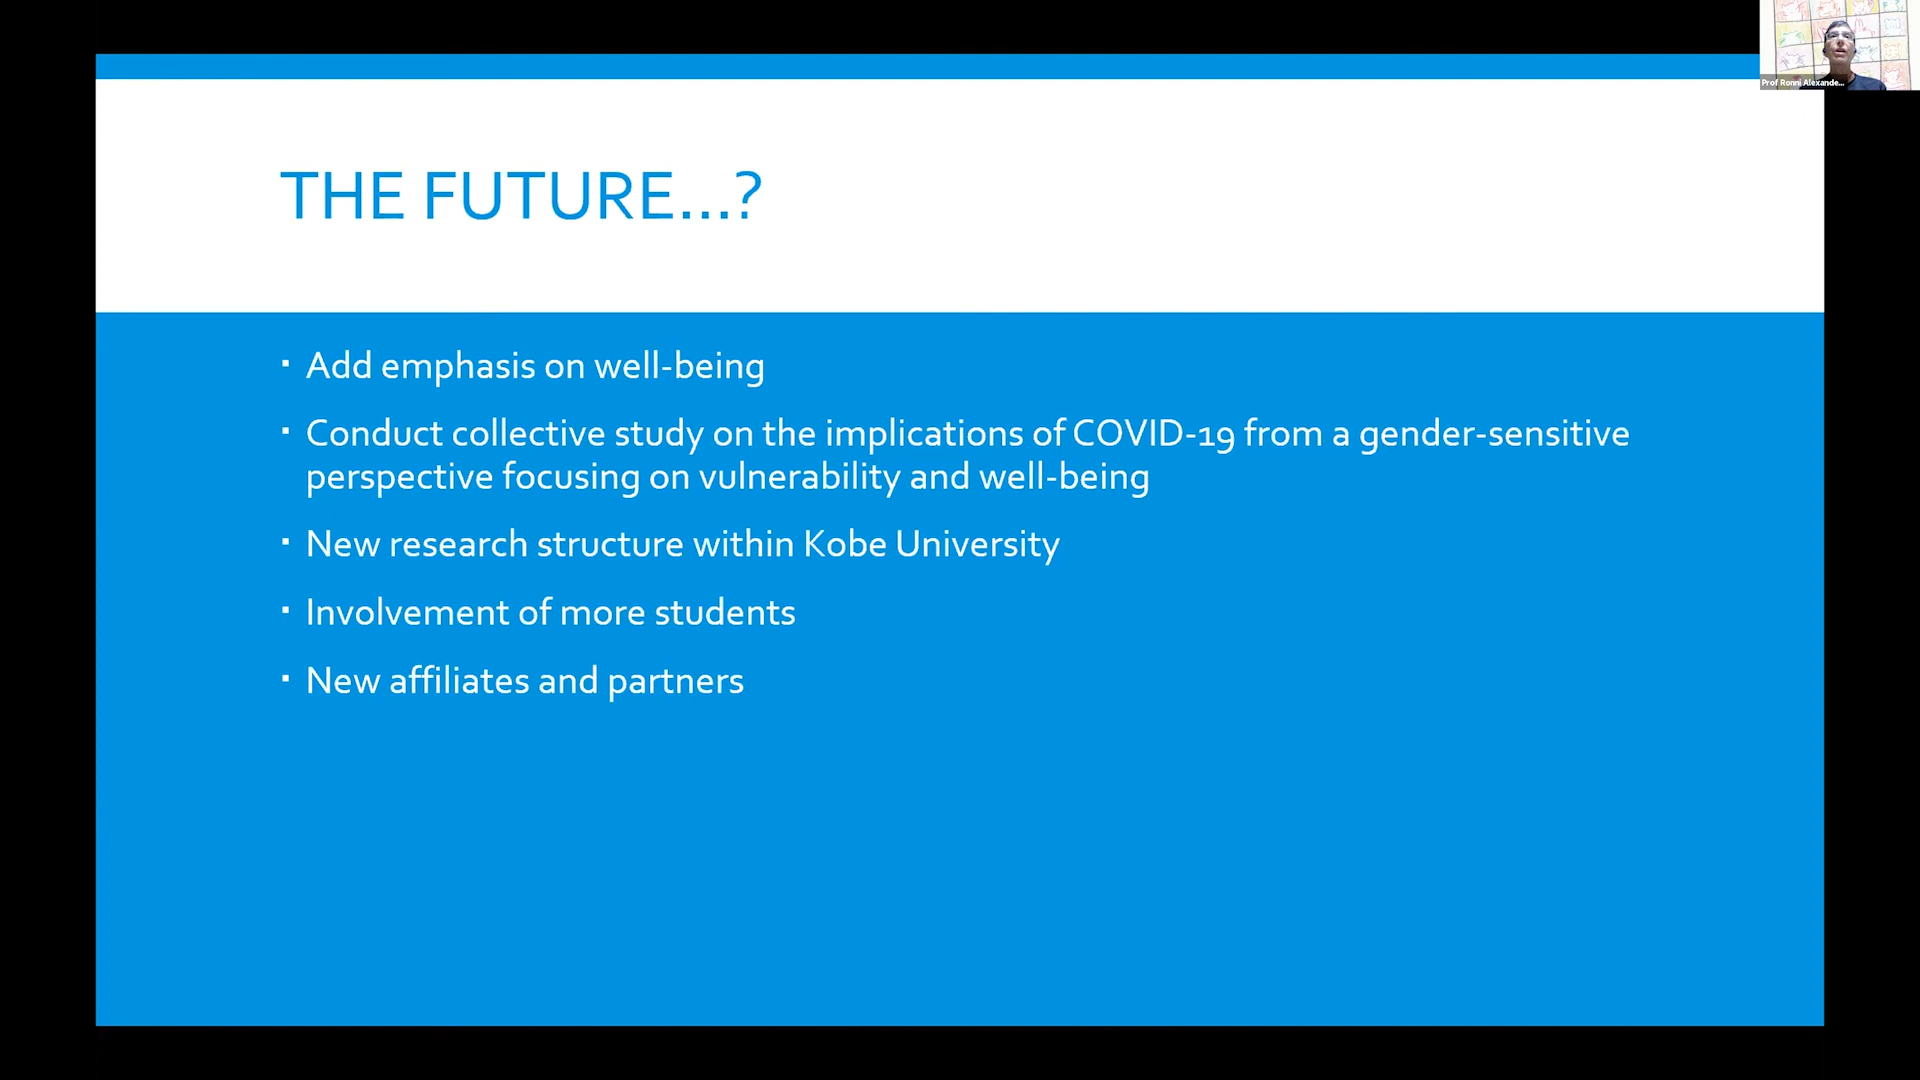 Prof Ronni Alexande...
THE FUTURE...?
▪ Add emphasis on well-being
▪ Conduct collective study on the implications of COVID-19 from a gender-sensitive
perspective focusing on vulnerability and well-being
▪ New research structure within Kobe University
▪ Involvement of more students
▪ New affiliates and partners